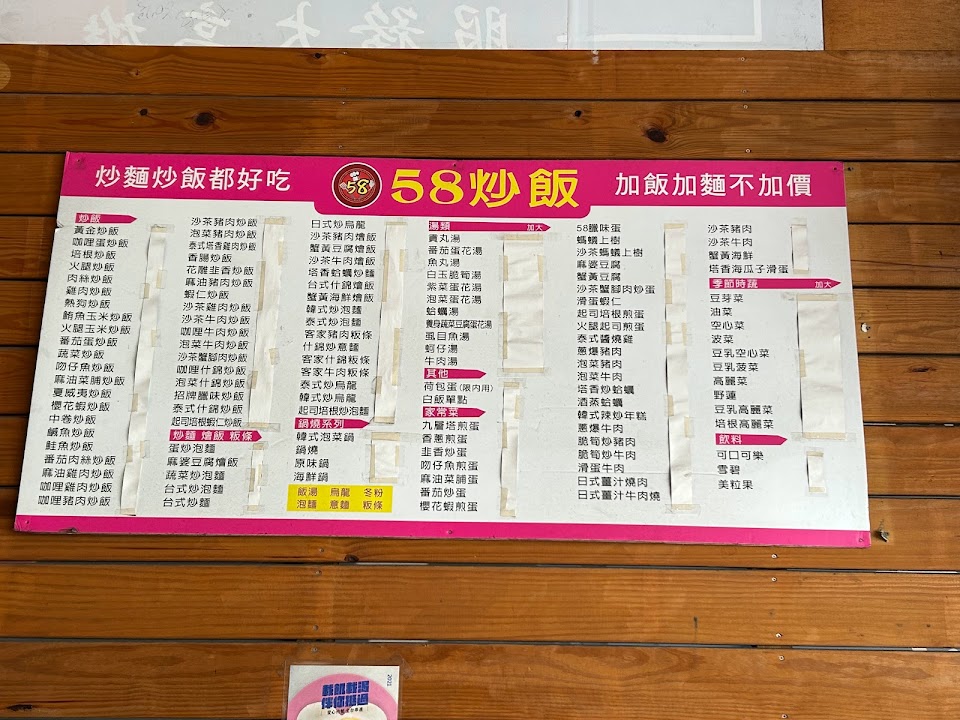 炒麵炒飯都好吃
58
58炒飯
加飯加麵不加價
炒飯
黃金炒飯
咖哩蛋炒飯
培根炒飯
火腿炒飯
肉絲炒飯
雞肉炒飯
熱狗炒飯
鮪魚玉米炒飯
火腿玉米炒飯
番茄蛋炒飯
蔬菜炒飯
吻仔魚炒飯
麻油菜脯炒飯
夏威夷炒飯
櫻花蝦炒飯
中卷炒飯
鹹魚炒飯
鮭魚炒飯
番茄肉絲炒飯
麻油雞肉炒飯
咖哩雞肉炒飯
咖哩豬肉炒飯
沙茶豬肉炒飯
泡菜豬肉炒飯
泰式塔香雞肉炒飯
香腸炒飯
花雕韭香炒飯
麻油豬肉炒飯
蝦仁炒飯
沙茶雞肉炒飯
沙茶牛肉炒飯
咖哩牛肉炒飯
泡菜牛肉炒飯
沙茶蟹腳肉炒飯
咖哩什錦炒飯
泡菜什錦炒飯
招牌臘味炒飯
泰式什錦炒飯
起司培根蝦仁炒飯
炒麵 燴飯 粄條
蛋炒泡麵
麻婆豆腐燴飯
蔬菜炒泡麵
台式炒泡麵
台式炒麵
日式炒烏龍
沙茶豬肉燴飯
蟹黃豆腐燴飯
沙茶牛肉燴飯
塔香蛤蠣炒麵
台式什錦燴飯
蟹黃海鮮燴飯
韓式炒泡麵
泰式炒泡麵
客家豬肉粄條
什錦炒意麵
客家什錦粄條
客家牛肉粄條
泰式炒烏龍
韓式炒烏龍
起司培根炒泡麵
鍋燒系列
韓式泡菜鍋
鍋燒
原味鍋
海鮮鍋
飯湯 烏龍 冬粉
泡麵 意麵 粄條
湯類 加大
貢丸湯
番茄蛋花湯
魚丸湯
白玉脆筍湯
紫菜蛋花湯
泡菜蛋花湯
蛤蠣湯
養身蔬菜豆腐蛋花湯
虱目魚湯
蚵仔湯
牛肉湯
其他
荷包蛋(限內用)
白飯單點
家常菜
九層塔煎蛋
香蔥煎蛋
韭香炒蛋
吻仔魚煎蛋
麻油煎蛋
番茄炒蛋
櫻花蝦煎蛋
58臘味蛋
螞蟻上樹
沙茶螞蟻上樹
麻婆豆腐
蟹黃豆腐
沙茶蟹腳肉炒蛋
滑蛋蝦仁
起司培根煎蛋
火腿起司煎蛋
泰式醬燒雞
蔥爆豬肉
泡菜豬肉
泡菜牛肉
塔香炒蛤蠣
酒蒸蛤蠣
韓式辣炒年糕
蔥爆牛肉
脆筍炒豬肉
脆筍炒牛肉
滑蛋牛肉
日式薑汁燒肉
日式薑汁牛肉燒
沙茶豬肉
沙茶牛肉
蟹黃海鮮
塔香海瓜子滑蛋
季節時蔬 加大
豆芽菜
油菜
空心菜
波菜
豆乳空心菜
豆乳菠菜
高麗菜
野蓮
豆乳高麗菜
培根高麗菜
飲料
可口可樂
雪碧
美粒果
2021